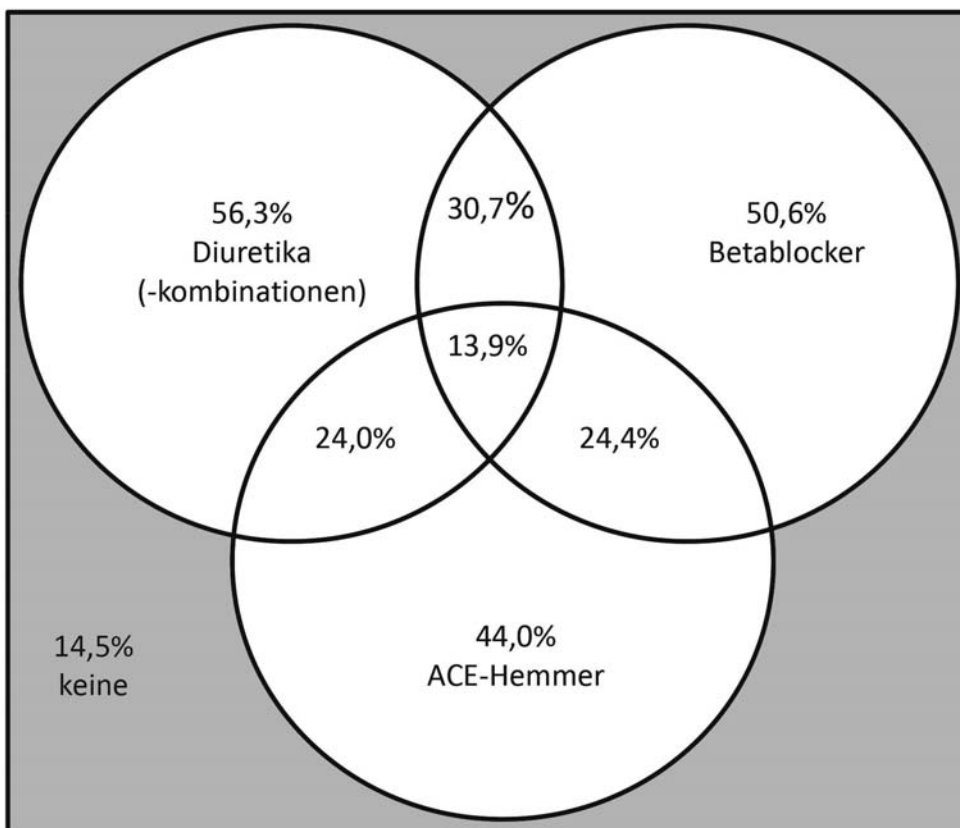 56,3%
Diuretika
(-kombinationen)
30,7%
50,6%
Betablocker
13,9%
24,0%
24,4%
44,0%
ACE-Hemmer
14,5%
keine